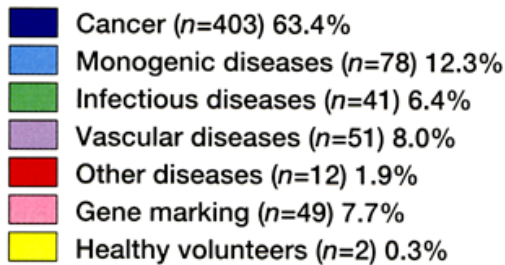 Cancer (n=403) 63.4%
Monogenic diseases (n=78) 12.3%
Infectious diseases (n=41) 6.4%
Vascular diseases (n=51) 8.0%
Other diseases (n=12) 1.9%
Gene marking (n=49) 7.7%
Healthy volunteers (n=2) 0.3%